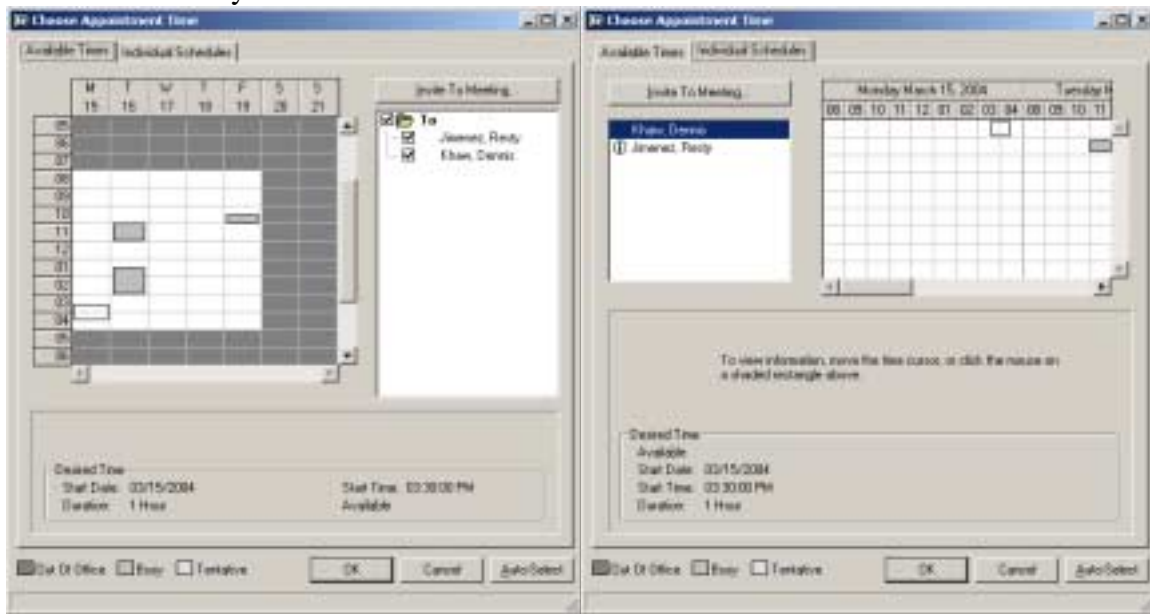 Choose Appointment Time
Available Times Individual Schedules
M T W T F S S
15 16 17 18 19 20 21
05
06
07
08
09
10
11
12
01
02
03
04
05
06
Invite To Meeting...
To
Jimenez, Resty
Khaw, Dennis
Desired Time
Start Date: 03/15/2004 Start Time: 03:30:00 PM
Duration: 1 Hour Available
Out Of Office Busy Tentative OK Cancel Auto Select
Choose Appointment Time
Available Times Individual Schedules
Invite To Meeting...
Monday March 15, 2004 Tuesday M
08 09 10 11 12 01 02 03 04 08 09 10 11
Khaw, Dennis
Jimenez, Resty
To view information, move the time cursor, or click the mouse on
a shaded rectangle above.
Desired Time
Available
Start Date: 03/15/2004
Start Time: 03:30:00 PM
Duration: 1 Hour
Out Of Office Busy Tentative OK Cancel Auto Select